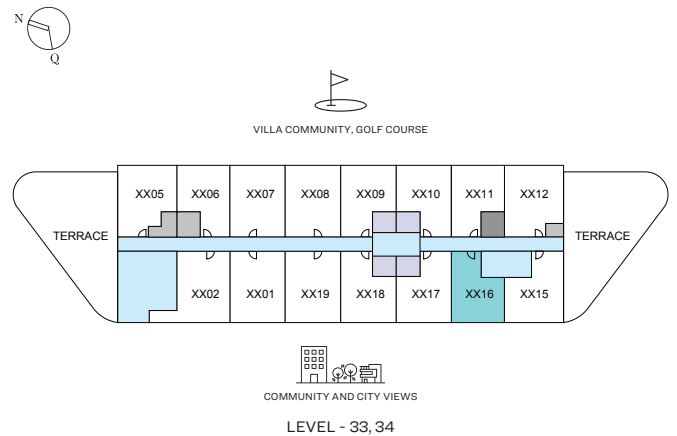 N
Q
VILLA COMMUNITY, GOLF COURSE
XX05 XX06 XX07 XX08 XX09 XX10 XX11 XX12
TERRACE TERRACE
XX02 XX01 XX19 XX18 XX17 XX16 XX15
COMMUNITY AND CITY VIEWS
LEVEL - 33, 34